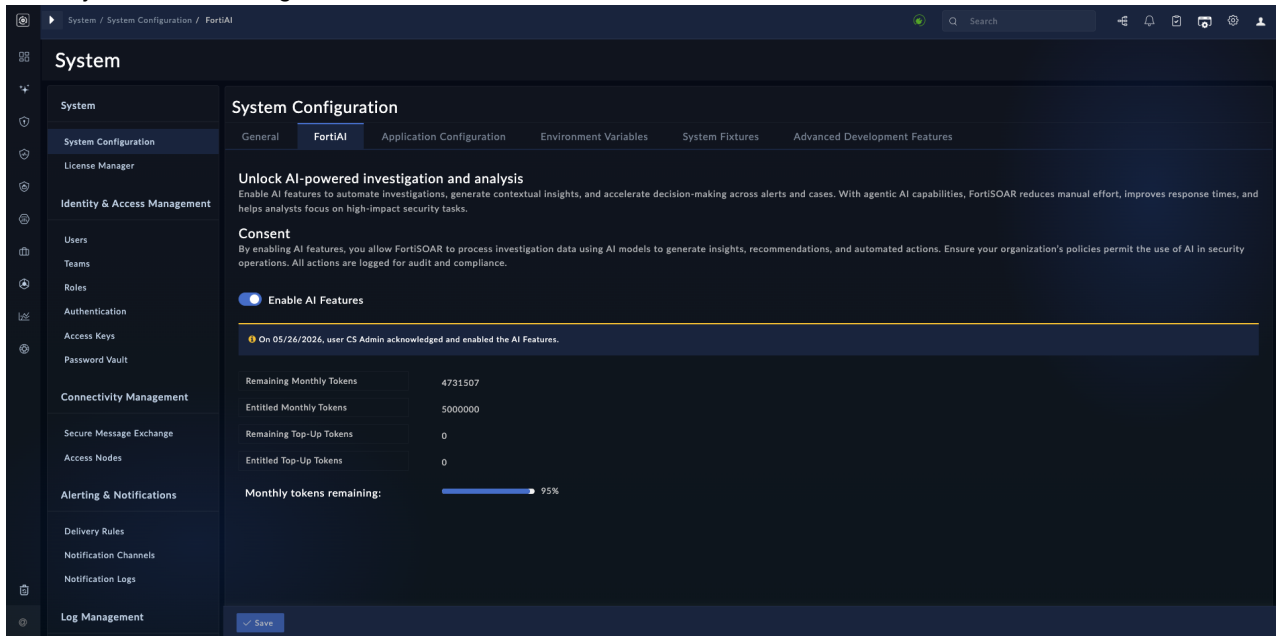 System / System Configuration / FortiAI
Search
System
System
System Configuration
License Manager
Identity & Access Management
Users
Teams
Roles
Authentication
Access Keys
Password Vault
Connectivity Management
Secure Message Exchange
Access Nodes
Alerting & Notifications
Delivery Rules
Notification Channels
Notification Logs
Log Management
System Configuration
General FortiAI Application Configuration Environment Variables System Fixtures Advanced Development Features
Unlock AI-powered investigation and analysis
Enable AI features to automate investigations, generate contextual insights, and accelerate decision-making across alerts and cases. With agentic AI capabilities, FortiSOAR reduces manual effort, improves response times, and
helps analysts focus on high-impact security tasks.
Consent
By enabling AI features, you allow FortiSOAR to process investigation data using AI models to generate insights, recommendations, and automated actions. Ensure your organization's policies permit the use of AI in security
operations. All actions are logged for audit and compliance.
Enable AI Features
On 05/26/2026, user CS Admin acknowledged and enabled the AI Features.
Remaining Monthly Tokens 4731507
Entitled Monthly Tokens 5000000
Remaining Top-Up Tokens 0
Entitled Top-Up Tokens 0
Monthly tokens remaining: 95%
Save